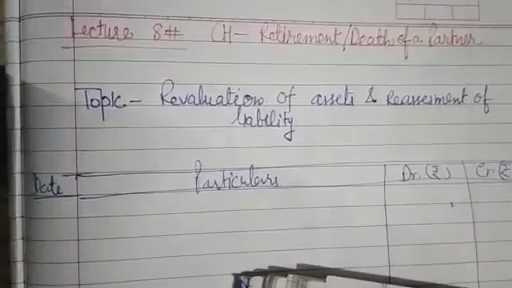 Lecture 8# CH- Retirement/Death of a Partner
Topic- Revaluation of assets & Reassesment of
liability
Date Particulars Dr.(₹) Cr.(₹